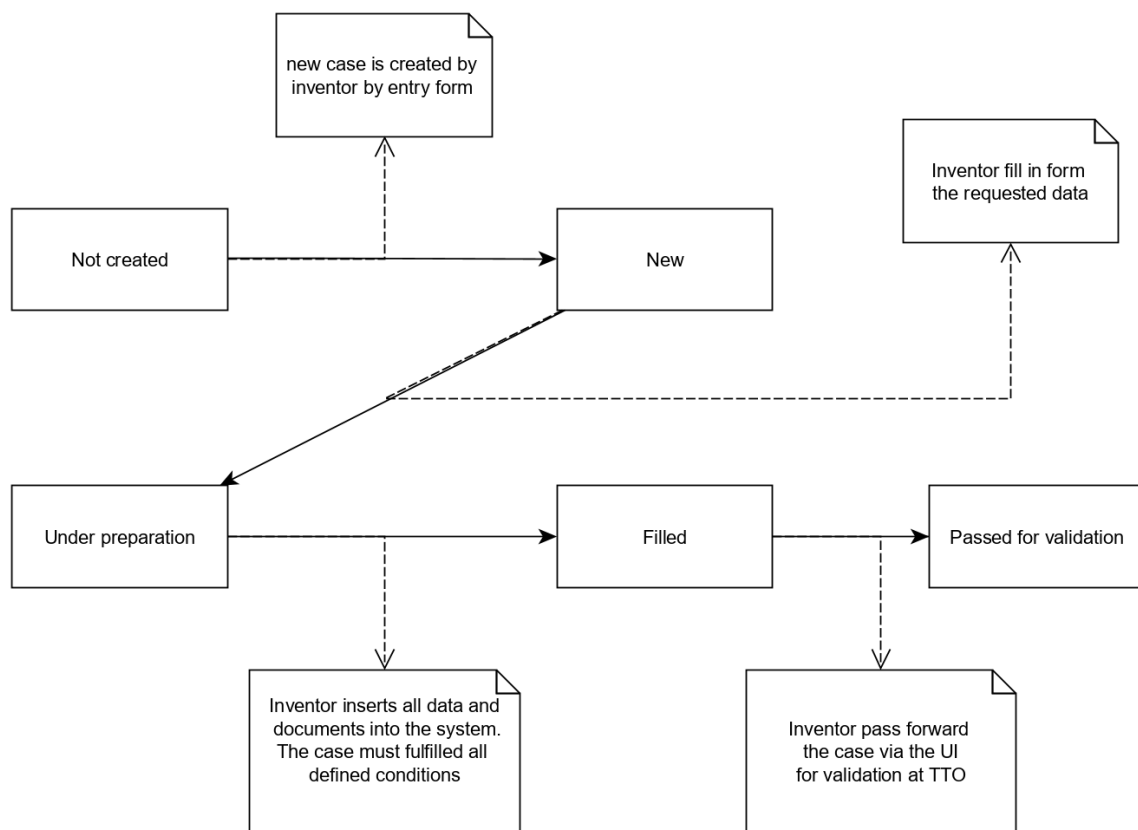 new case is created by
inventor by entry form
Inventor fill in form
the requested data
Not created
New
Under preparation
Filled
Passed for validation
Inventor inserts all data and
documents into the system.
The case must fulfilled all
defined conditions
Inventor pass forward
the case via the UI
for validation at TTO